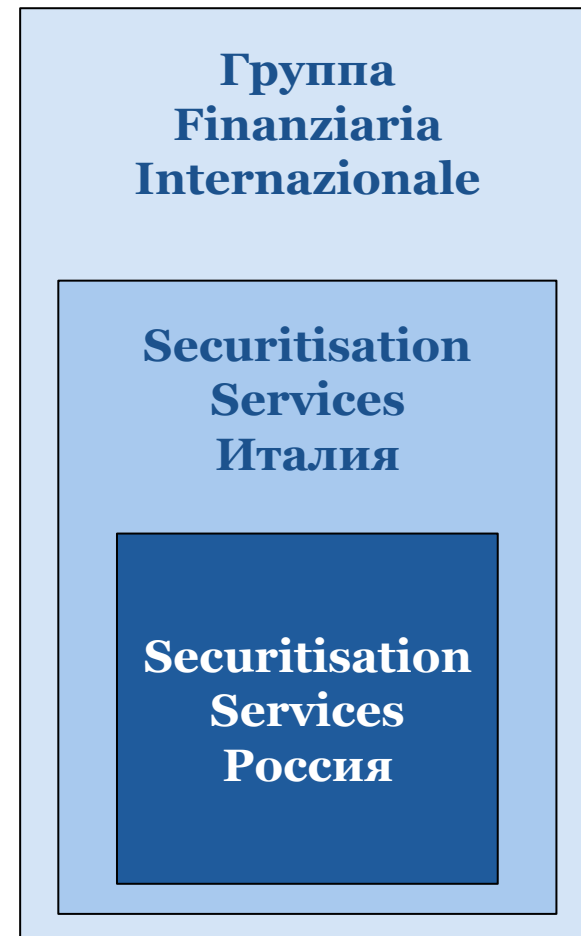 Группа
Finanziaria
Internazionale
Securitisation
Services
Италия
Securitisation
Services
Россия